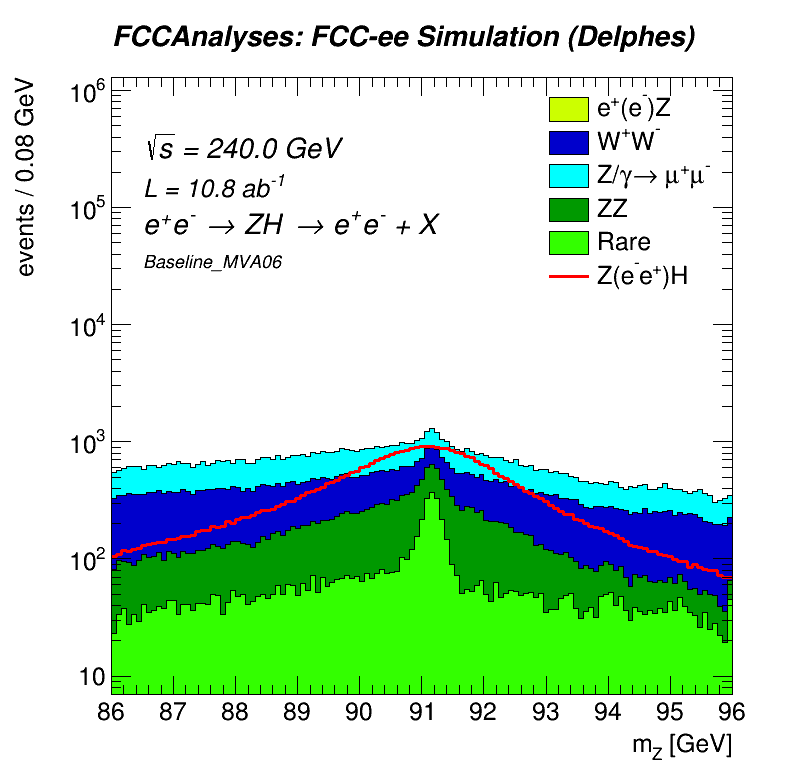 FCCAnalyses: FCC-ee Simulation (Delphes)
events / 0.08 GeV
10⁶
10⁵
10⁴
10³
10²
10
√s = 240.0 GeV
L = 10.8 ab⁻¹
e⁺e⁻ → ZH → e⁺e⁻ + X
Baseline_MVA06
e⁺(e⁻)Z
W⁺W⁻
Z/γ→ μ⁺μ⁻
ZZ
Rare
Z(e⁻e⁺)H
86 87 88 89 90 91 92 93 94 95 96
m_Z [GeV]